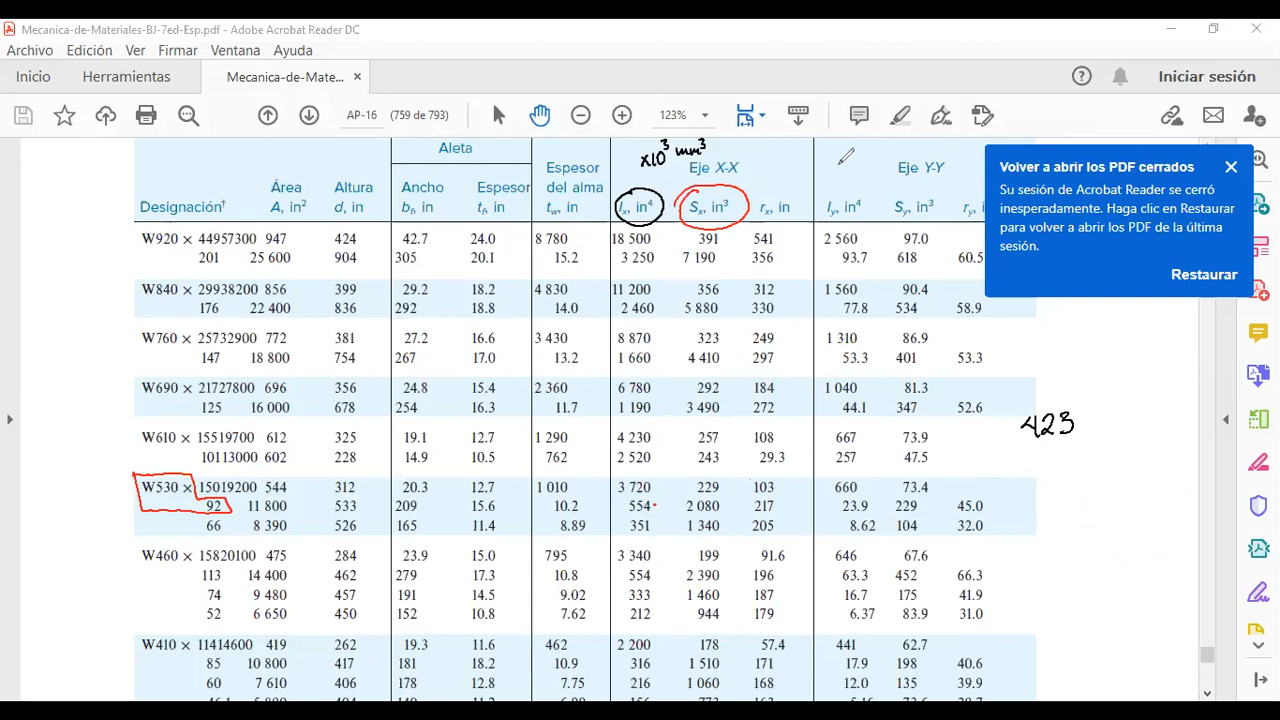 Mecanica-de-Materiales-BJ-7ed-Esp.pdf - Adobe Acrobat Reader DC
Archivo Edición Ver Firmar Ventana Ayuda
Inicio Herramientas Mecanica-de-Mate... × Iniciar sesión
AP-16 (759 de 793) 123%
Aleta
x10³ mm³
Espesor
del alma
Eje X-X
Eje Y-Y
Área Altura Ancho Espesor
Designación† A, in² d, in bf, in tf, in tw, in Ix, in⁴ Sx, in³ rx, in Iy, in⁴ Sy, in³ ry, i
W920 × 44957300 947 424 42.7 24.0 8 780 18 500 391 541 2 560 97.0
201 25 600 904 305 20.1 15.2 3 250 7 190 356 93.7 618 60.5
W840 × 29938200 856 399 29.2 18.2 4 830 11 200 356 312 1 560 90.4
176 22 400 836 292 18.8 14.0 2 460 5 880 330 77.8 534 58.9
W760 × 25732900 772 381 27.2 16.6 3 430 8 870 323 249 1 310 86.9
147 18 800 754 267 17.0 13.2 1 660 4 410 297 53.3 401 53.3
W690 × 21727800 696 356 24.8 15.4 2 360 6 780 292 184 1 040 81.3
125 16 000 678 254 16.3 11.7 1 190 3 490 272 44.1 347 52.6
423
W610 × 15519700 612 325 19.1 12.7 1 290 4 230 257 108 667 73.9
10113000 602 228 14.9 10.5 762 2 520 243 29.3 257 47.5
W530 × 15019200 544 312 20.3 12.7 1 010 3 720 229 103 660 73.4
92 11 800 533 209 15.6 10.2 554 2 080 217 23.9 229 45.0
66 8 390 526 165 11.4 8.89 351 1 340 205 8.62 104 32.0
W460 × 15820100 475 284 23.9 15.0 795 3 340 199 91.6 646 67.6
113 14 400 462 279 17.3 10.8 554 2 390 196 63.3 452 66.3
74 9 480 457 191 14.5 9.02 333 1 460 187 16.7 175 41.9
52 6 650 450 152 10.8 7.62 212 944 179 6.37 83.9 31.0
W410 × 11414600 419 262 19.3 11.6 462 2 200 178 57.4 441 62.7
85 10 800 417 181 18.2 10.9 316 1 510 171 17.9 198 40.6
60 7 610 406 178 12.8 7.75 216 1 060 168 12.0 135 39.9
Volver a abrir los PDF cerrados
Su sesión de Acrobat Reader se cerró
inesperadamente. Haga clic en Restaurar
para volver a abrir los PDF de la última
sesión.
Restaurar